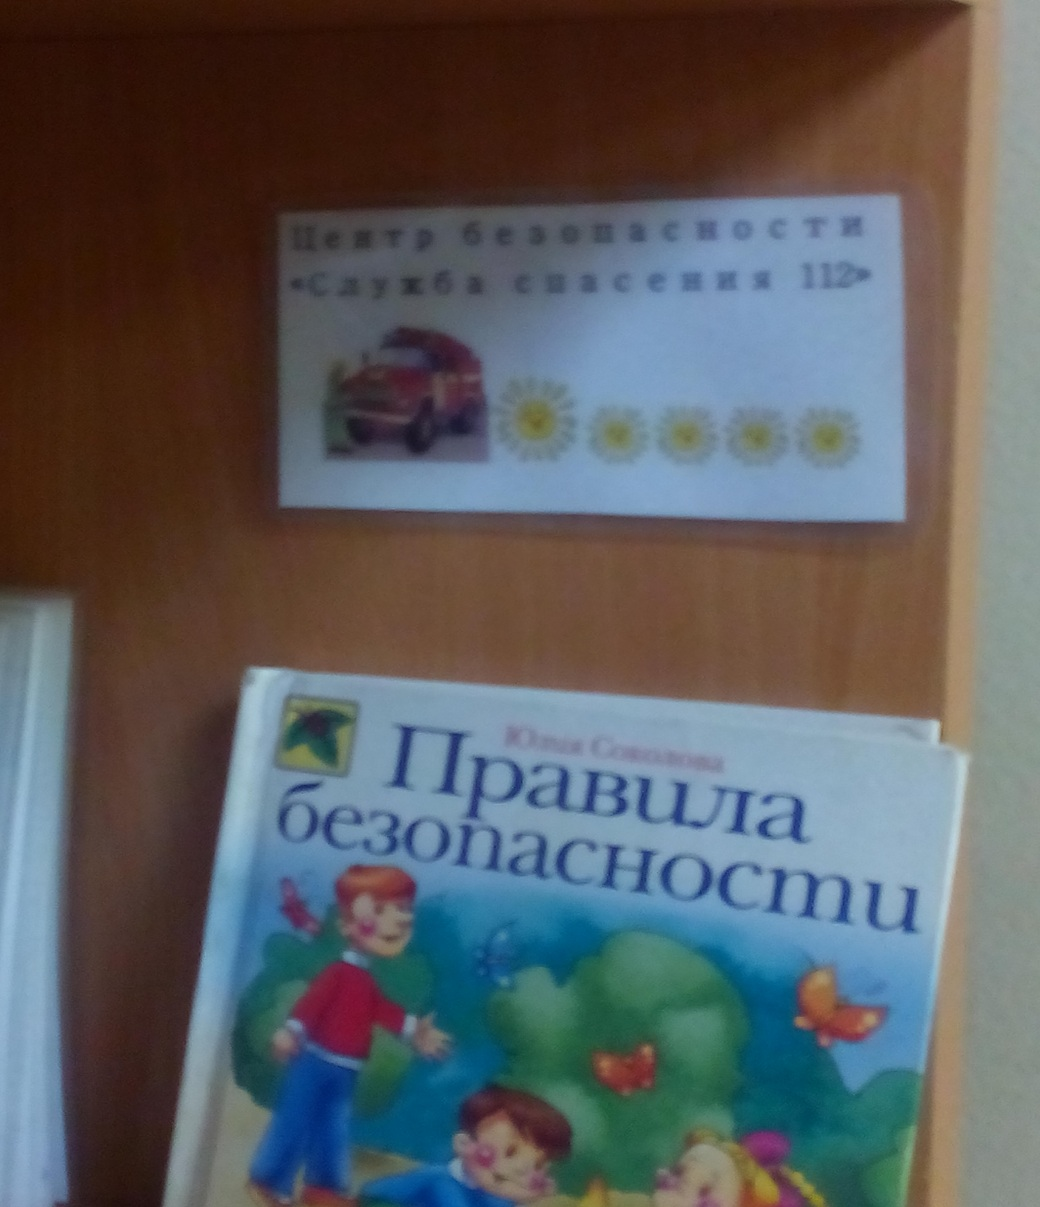 Центр безопасности
«Служба спасения 112»
Юлия Соколова
Правила
безопасности